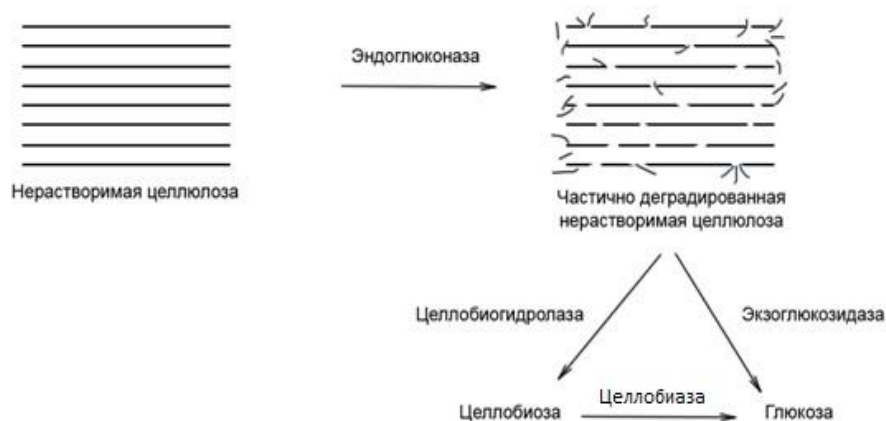 Эндоглюконаза
Нерастворимая целлюлоза
Частично деградированная
нерастворимая целлюлоза
Целлобиогидролаза
Экзоглюкозидаза
Целлобиоза
Целлобиаза
Глюкоза